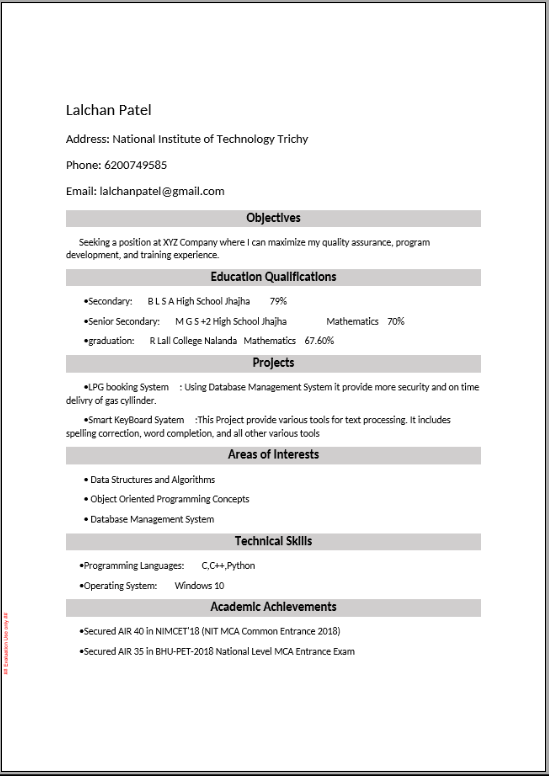 Lalchan Patel
Address: National Institute of Technology Trichy
Phone: 6200749585
Email: lalchanpatel@gmail.com
Objectives
Seeking a position at XYZ Company where I can maximize my quality assurance, program
development, and training experience.
Education Qualifications
•Secondary: B L S A High School Jhajha 79%
•Senior Secondary: M G S +2 High School Jhajha Mathematics 70%
•graduation: R Lall College Nalanda Mathematics 67.60%
Projects
•LPG booking System : Using Database Management System it provide more security and on time
delivry of gas cyllinder.
•Smart KeyBoard Syatem :This Project provide various tools for text processing. It includes
spelling correction, word completion, and all other various tools
Areas of Interests
• Data Structures and Algorithms
• Object Oriented Programming Concepts
• Database Management System
Technical Skills
•Programming Languages: C,C++,Python
•Operating System: Windows 10
Academic Achievements
•Secured AIR 40 in NIMCET'18 (NIT MCA Common Entrance 2018)
•Secured AIR 35 in BHU-PET-2018 National Level MCA Entrance Exam
## Evaluation Use only ##